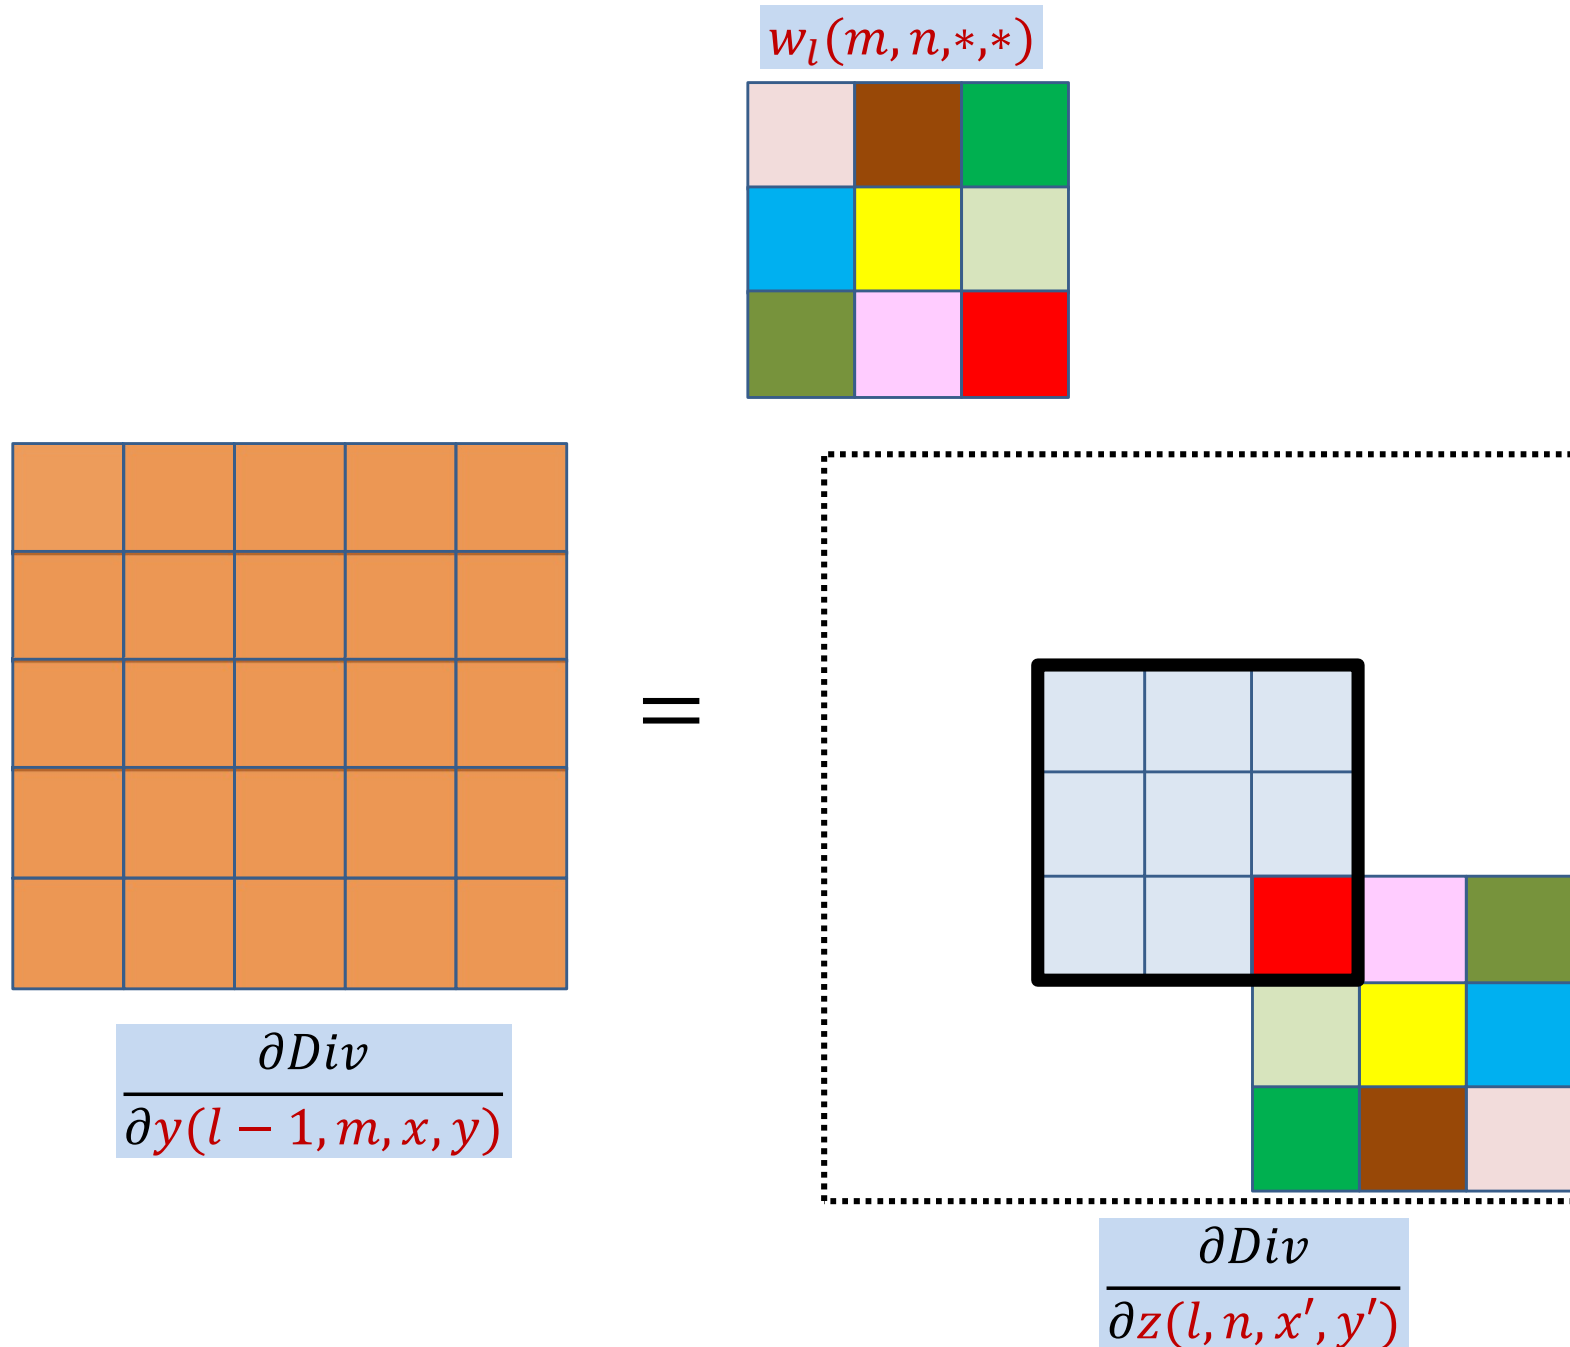 w_l(m, n,∗,∗)
=
∂Div
∂y(l − 1, m, x, y)
∂Div
∂z(l, n, x′, y′)